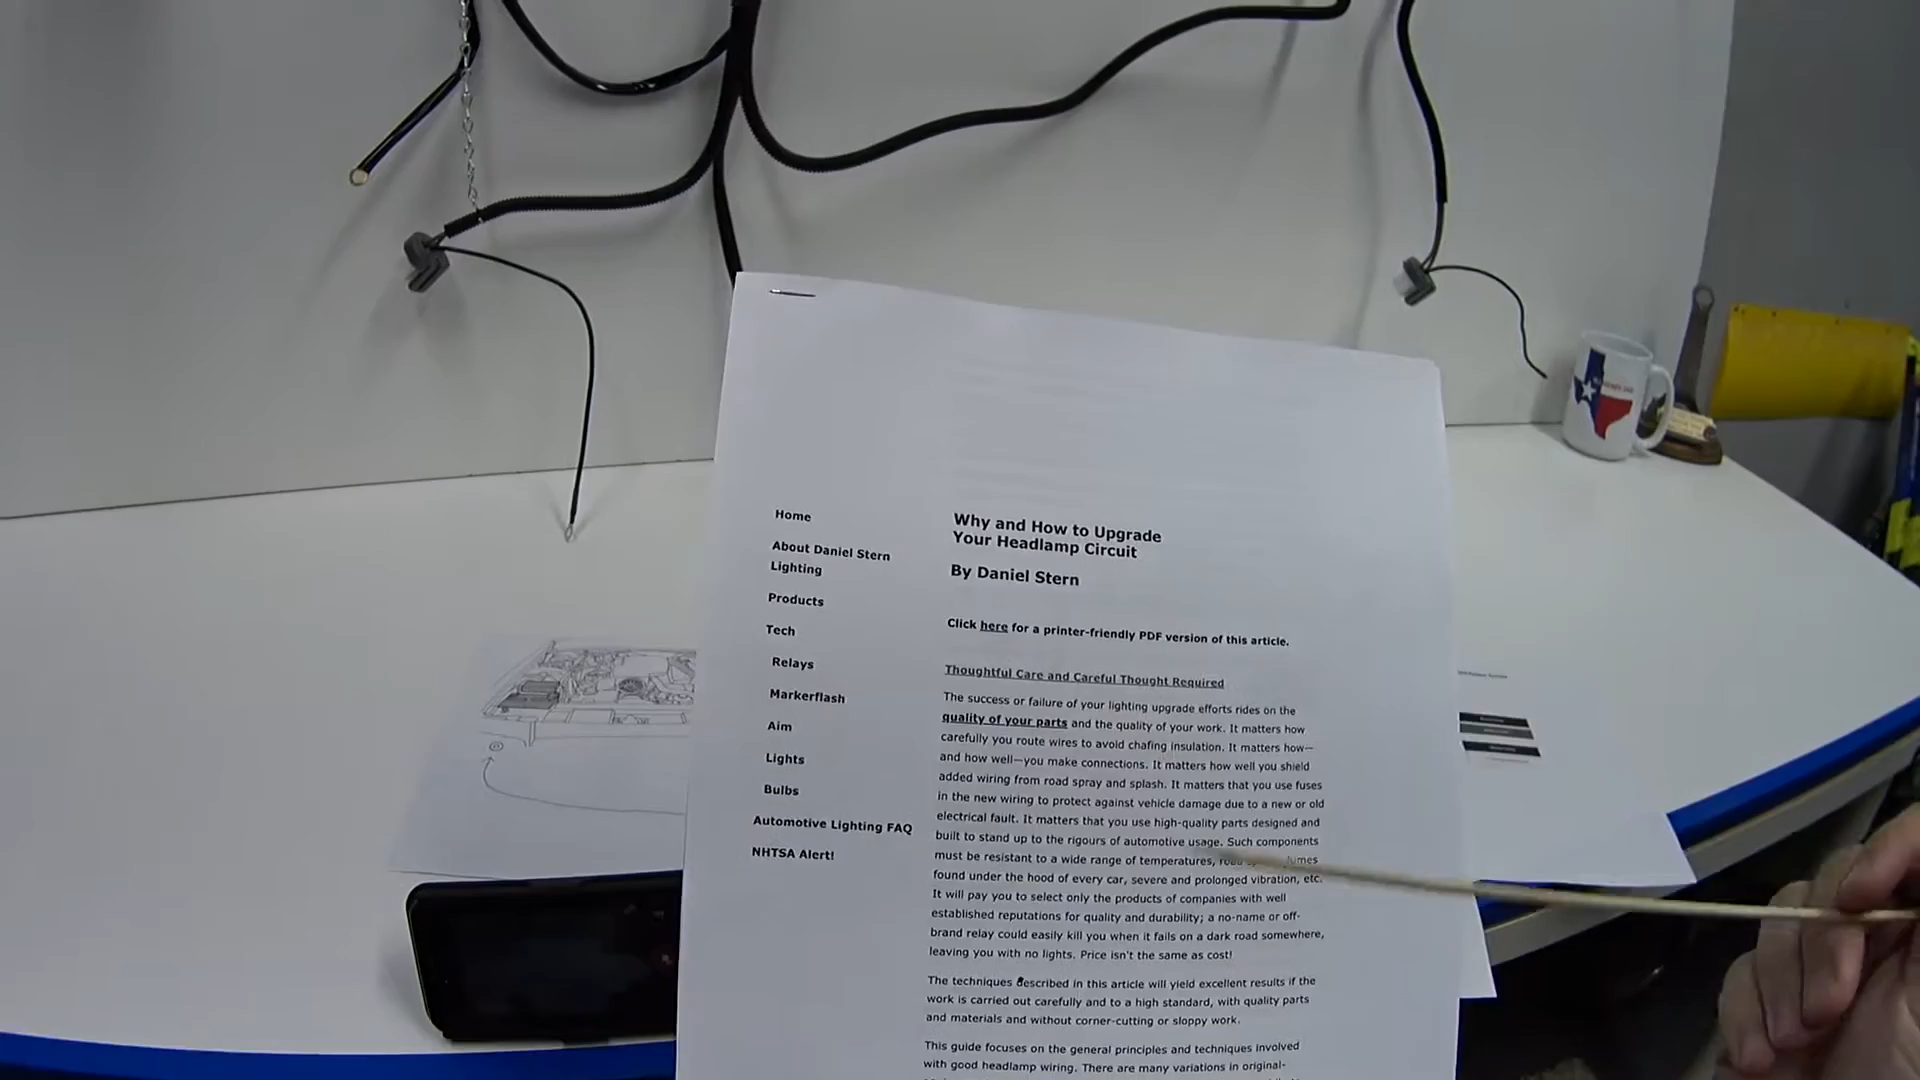 Home
About Daniel Stern
Lighting
Products
Tech
Relays
Markerflash
Aim
Lights
Bulbs
Automotive Lighting FAQ
NHTSA Alert!
Why and How to Upgrade
Your Headlamp Circuit
By Daniel Stern
Click here for a printer-friendly PDF version of this article.
Thoughtful Care and Careful Thought Required
The success or failure of your lighting upgrade efforts rides on the
quality of your parts and the quality of your work. It matters how
carefully you route wires to avoid chafing insulation. It matters how—
and how well—you make connections. It matters how well you shield
added wiring from road spray and splash. It matters that you use fuses
in the new wiring to protect against vehicle damage due to a new or old
electrical fault. It matters that you use high-quality parts designed and
built to stand up to the rigours of automotive usage. Such components
must be resistant to a wide range of temperatures,
found under the hood of every car, severe and prolonged vibration, etc.
It will pay you to select only the products of companies with well
established reputations for quality and durability; a no-name or off-
brand relay could easily kill you when it fails on a dark road somewhere,
leaving you with no lights. Price isn't the same as cost!
The techniques described in this article will yield excellent results if the
work is carried out carefully and to a high standard, with quality parts
and materials and without corner-cutting or sloppy work.
This guide focuses on the general principles and techniques involved
with good headlamp wiring. There are many variations in original-